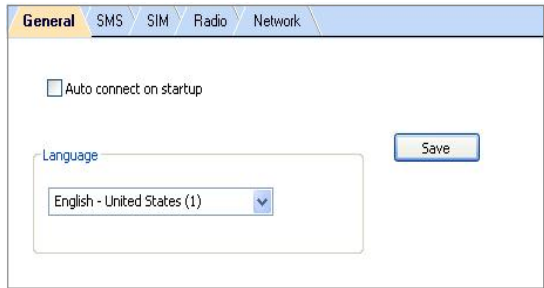 General SMS SIM Radio Network
Auto connect on startup
Save
Language
English - United States (1)